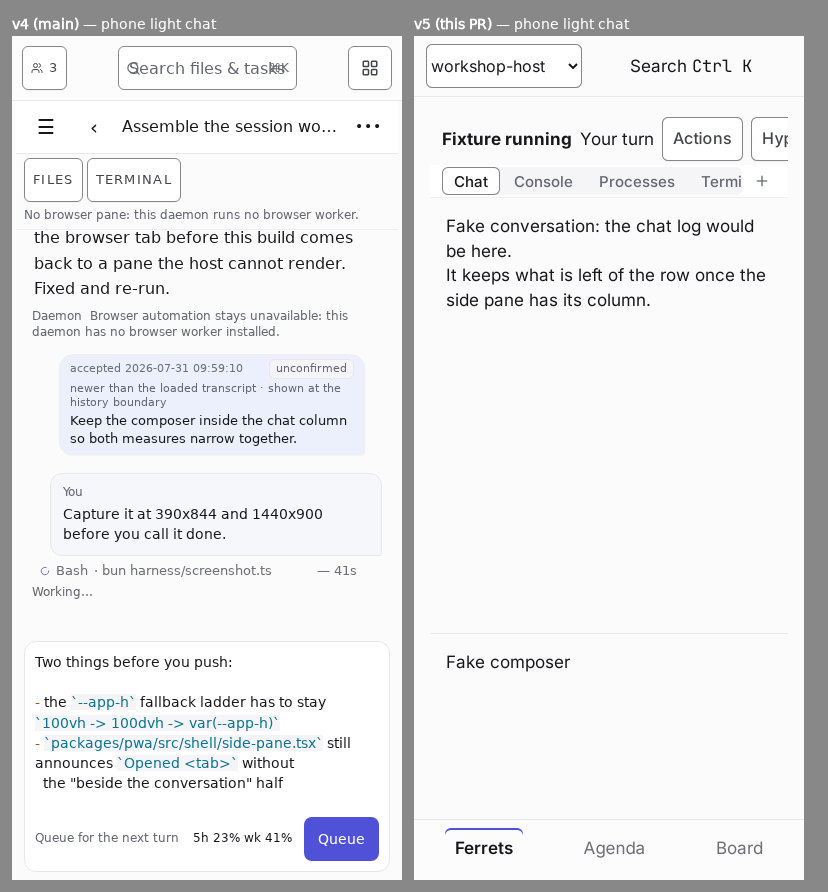 v4 (main) — phone light chat
3
Search files & tasks
⌘K
☰ ‹ Assemble the session wo… •••
FILES TERMINAL
No browser pane: this daemon runs no browser worker.
the browser tab before this build comes
back to a pane the host cannot render.
Fixed and re-run.
Daemon Browser automation stays unavailable: this
daemon has no browser worker installed.
accepted 2026-07-31 09:59:10 unconfirmed
newer than the loaded transcript · shown at the
history boundary
Keep the composer inside the chat column
so both measures narrow together.
You
Capture it at 390x844 and 1440x900
before you call it done.
Bash · bun harness/screenshot.ts — 41s
Working…
Two things before you push:
- the `--app-h` fallback ladder has to stay
`100vh -> 100dvh -> var(--app-h)`
- `packages/pwa/src/shell/side-pane.tsx` still
announces `Opened <tab>` without
the "beside the conversation" half
Queue for the next turn 5h 23% wk 41% Queue
v5 (this PR) — phone light chat
workshop-host Search Ctrl K
Fixture running Your turn Actions Hyp
Chat Console Processes Termi +
Fake conversation: the chat log would
be here.
It keeps what is left of the row once the
side pane has its column.
Fake composer
Ferrets Agenda Board